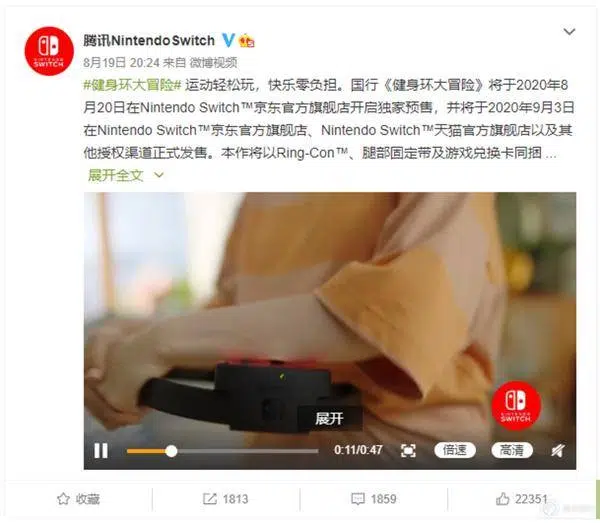 NINTENDO
SWITCH
腾讯Nintendo Switch
8月19日 20:24 来自 微博视频
#健身环大冒险# 运动轻松玩，快乐零负担。国行《健身环大冒险》将于2020年8
月20日在Nintendo Switch™京东官方旗舰店开启独家预售，并将于2020年9月3日
在Nintendo Switch™京东官方旗舰店、Nintendo Switch™天猫官方旗舰店以及其
他授权渠道正式发售。本作将以Ring-Con™、腿部固定带及游戏兑换卡同捆 ...
展开全文
NINTENDO
SWITCH
展开
0:11/0:47 倍速 高清
收藏 1813 1859 22351